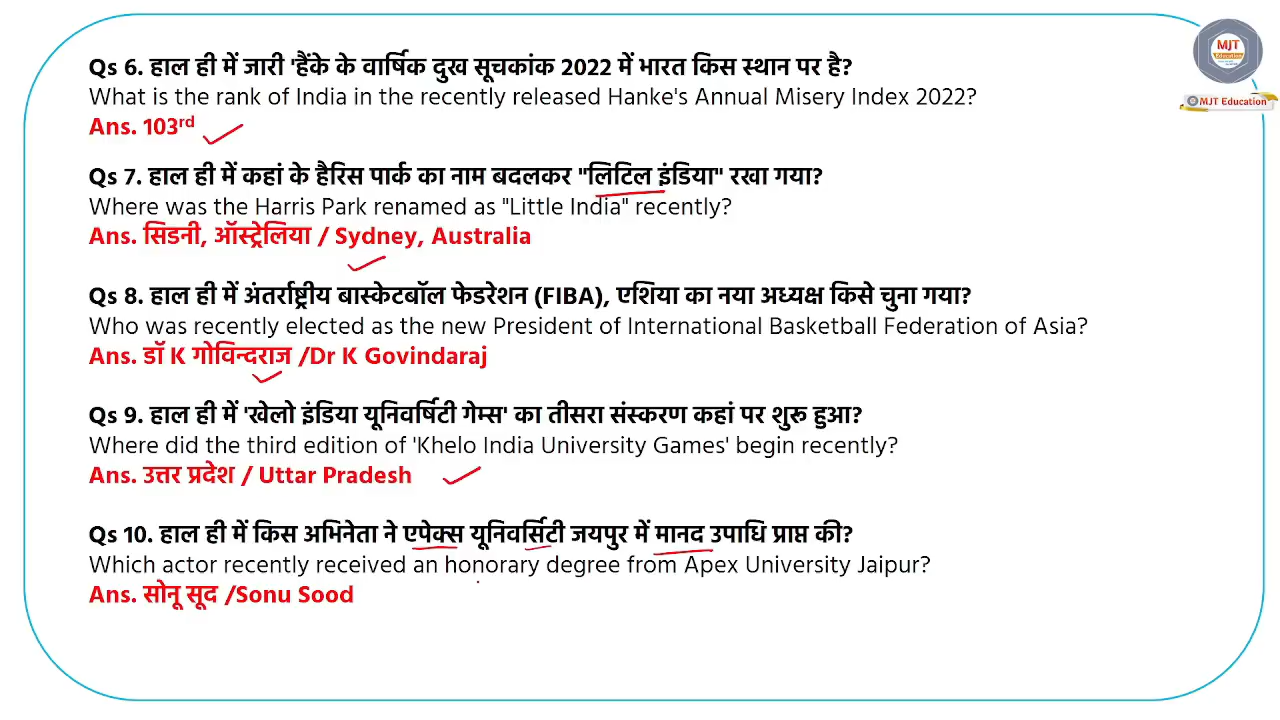 MJT
Education
MJT Education
Qs 6. हाल ही में जारी 'हैंके के वार्षिक दुख सूचकांक 2022 में भारत किस स्थान पर है?
What is the rank of India in the recently released Hanke's Annual Misery Index 2022?
Ans. 103rd
Qs 7. हाल ही में कहां के हैरिस पार्क का नाम बदलकर "लिटिल इंडिया" रखा गया?
Where was the Harris Park renamed as "Little India" recently?
Ans. सिडनी, ऑस्ट्रेलिया / Sydney, Australia
Qs 8. हाल ही में अंतर्राष्ट्रीय बास्केटबॉल फेडरेशन (FIBA), एशिया का नया अध्यक्ष किसे चुना गया?
Who was recently elected as the new President of International Basketball Federation of Asia?
Ans. डॉ K गोविन्दराज /Dr K Govindaraj
Qs 9. हाल ही में 'खेलो इंडिया यूनिवर्षिटी गेम्स' का तीसरा संस्करण कहां पर शुरू हुआ?
Where did the third edition of 'Khelo India University Games' begin recently?
Ans. उत्तर प्रदेश / Uttar Pradesh
Qs 10. हाल ही में किस अभिनेता ने एपेक्स यूनिवर्सिटी जयपुर में मानद उपाधि प्राप्त की?
Which actor recently received an honorary degree from Apex University Jaipur?
Ans. सोनू सूद /Sonu Sood